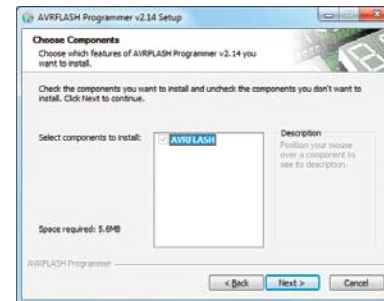 AVRFLASH Programmer v2.14 Setup
Choose Components
Choose which features of AVRFLASH Programmer v2.14 you
want to install.
Check the components you want to install and uncheck the components you don't want to
install. Click Next to continue.
Select components to install:
AVRFLASH
Description
Position your mouse
over a component to
see its description.
Space required: 5.6MB
AVRFLASH Programmer
< Back
Next >
Cancel